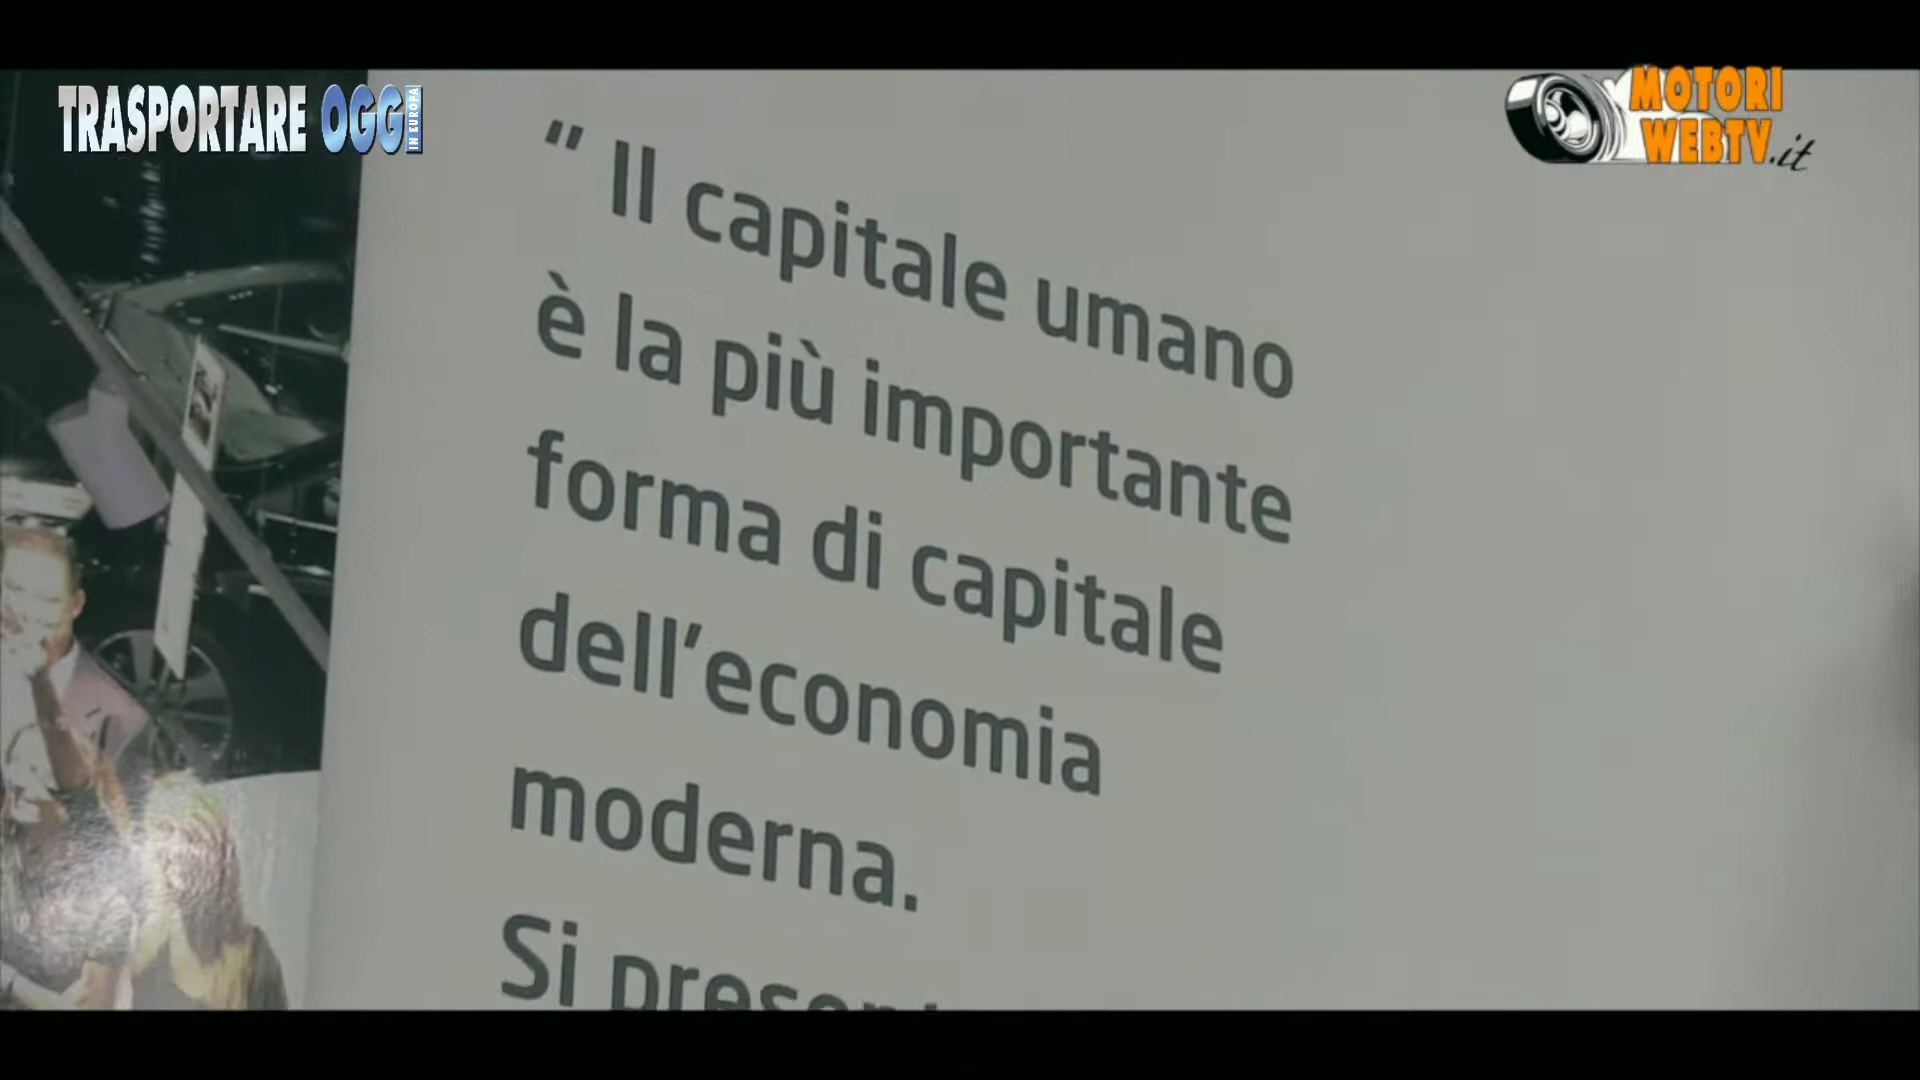 TRASPORTARE OGGI
IN EUROPA
MOTORI
WEBTV.it
“ Il capitale umano
è la più importante
forma di capitale
dell’economia
moderna.
Si